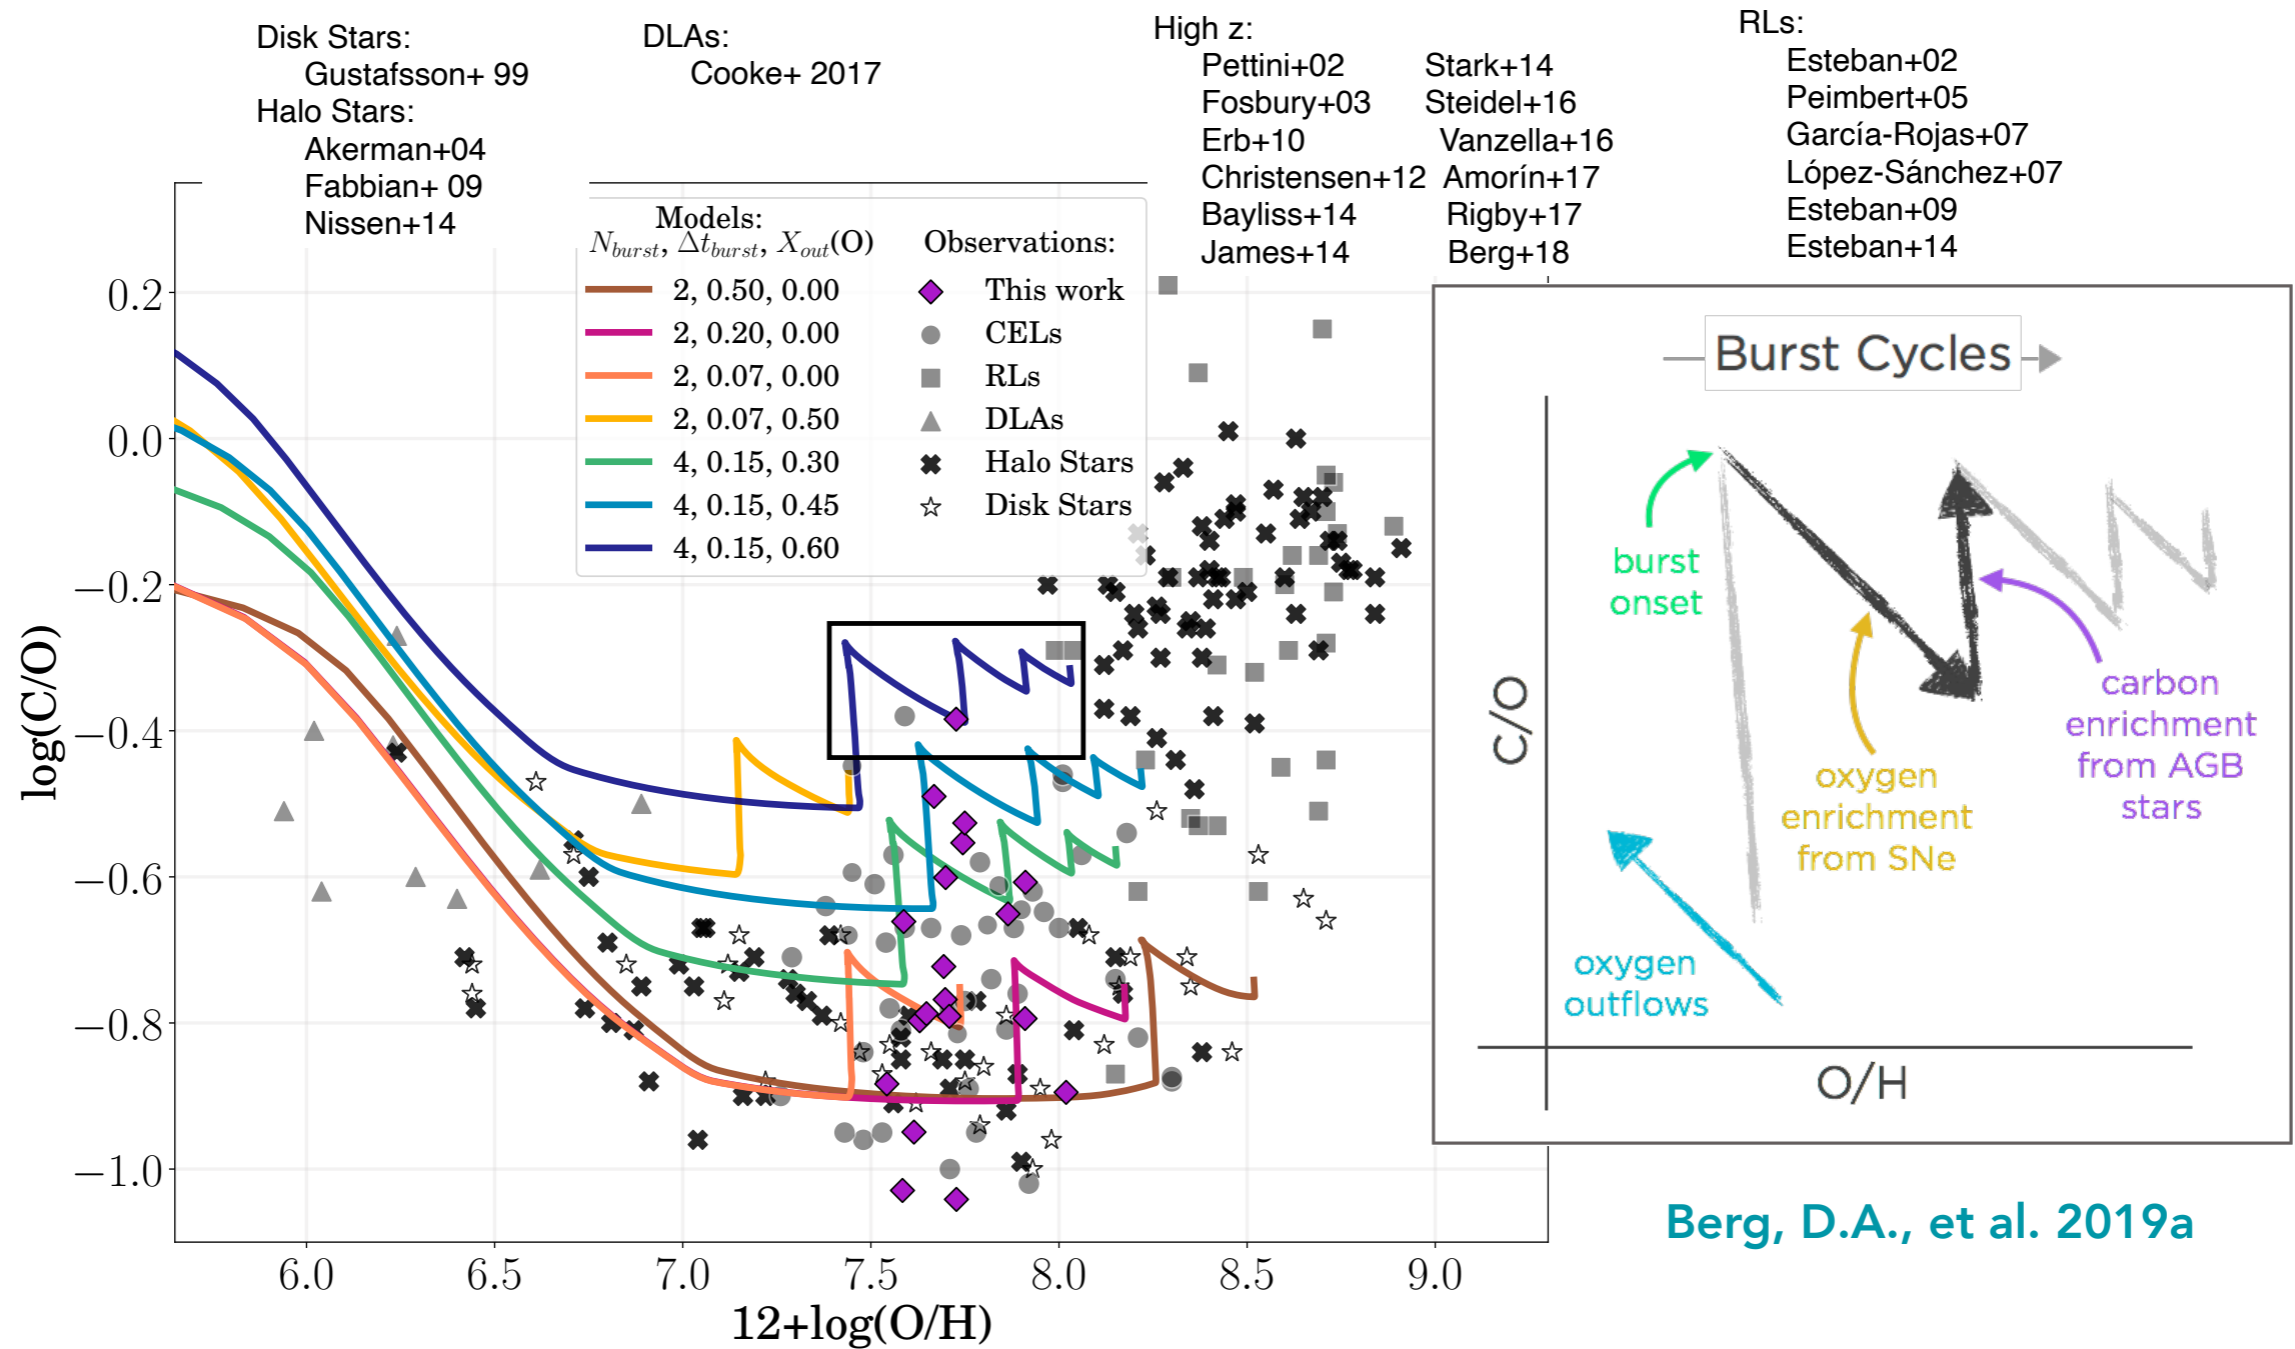 Disk Stars:
Gustafsson+ 99
Halo Stars:
Akerman+04
Fabbian+ 09
Nissen+14
DLAs:
Cooke+ 2017
High z:
Pettini+02
Fosbury+03
Erb+10
Christensen+12
Bayliss+14
James+14
Stark+14
Steidel+16
Vanzella+16
Amorín+17
Rigby+17
Berg+18
RLs:
Esteban+02
Peimbert+05
García-Rojas+07
López-Sánchez+07
Esteban+09
Esteban+14
Models:
N_burst, Δt_burst, X_out(O)
2, 0.50, 0.00
2, 0.20, 0.00
2, 0.07, 0.00
2, 0.07, 0.50
4, 0.15, 0.30
4, 0.15, 0.45
4, 0.15, 0.60
Observations:
This work
CELs
RLs
DLAs
Halo Stars
Disk Stars
log(C/O)
0.2
0.0
−0.2
−0.4
−0.6
−0.8
−1.0
6.0
6.5
7.0
7.5
8.0
8.5
9.0
12+log(O/H)
Burst Cycles
burst
onset
oxygen
enrichment
from SNe
carbon
enrichment
from AGB
stars
oxygen
outflows
C/O
O/H
Berg, D.A., et al. 2019a